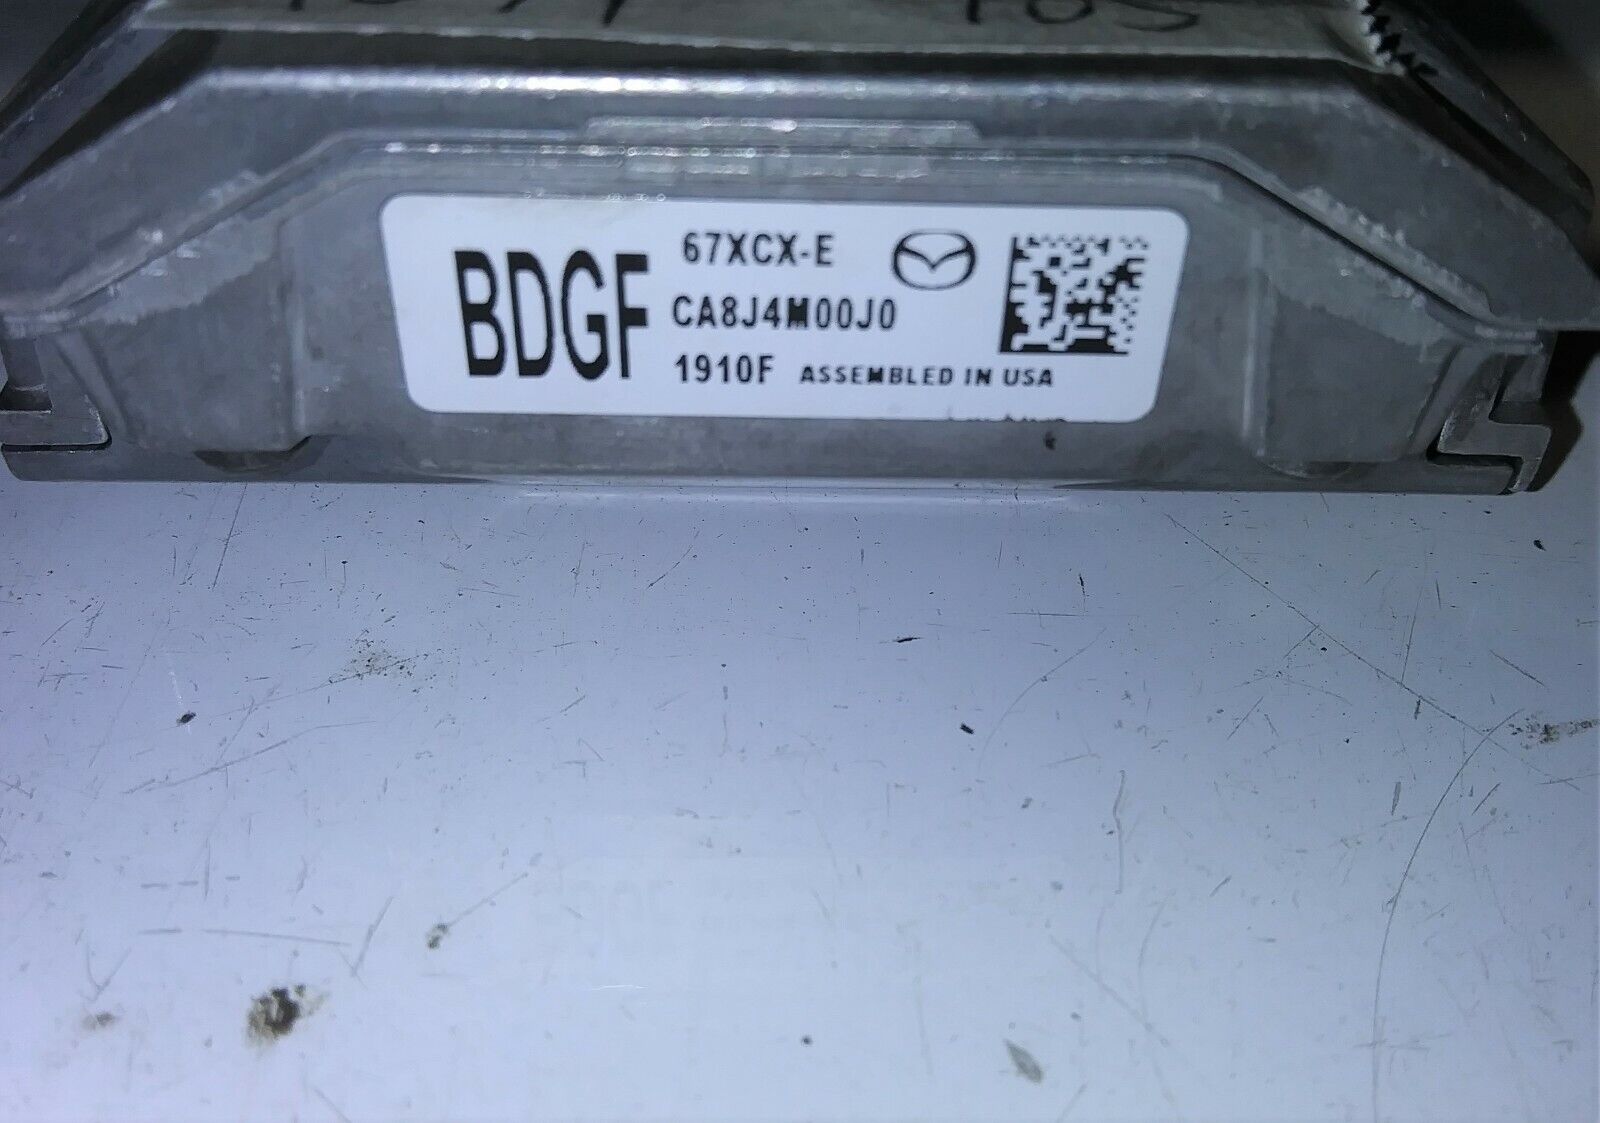 BDGF
67XCX-E
CA8J4M00J0
1910F ASSEMBLED IN USA